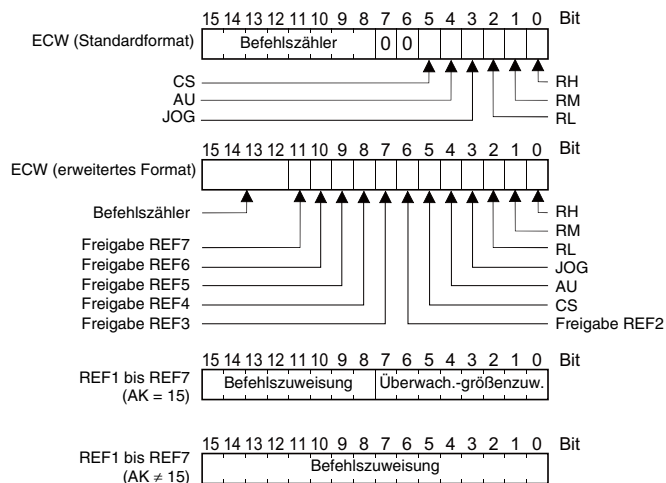 15 14 13 12 11 10 9 8 7 6 5 4 3 2 1 0 Bit
ECW (Standardformat) Befehlszähler 0 0
CS RH
AU RM
JOG RL
15 14 13 12 11 10 9 8 7 6 5 4 3 2 1 0 Bit
ECW (erweitertes Format)
Befehlszähler RH
RM
Freigabe REF7 RL
Freigabe REF6 JOG
Freigabe REF5 AU
Freigabe REF4 CS
Freigabe REF3 Freigabe REF2
15 14 13 12 11 10 9 8 7 6 5 4 3 2 1 0 Bit
REF1 bis REF7 Befehlszuweisung Überwach.-größenzuw.
(AK = 15)
15 14 13 12 11 10 9 8 7 6 5 4 3 2 1 0 Bit
REF1 bis REF7 Befehlszuweisung
(AK ≠ 15)